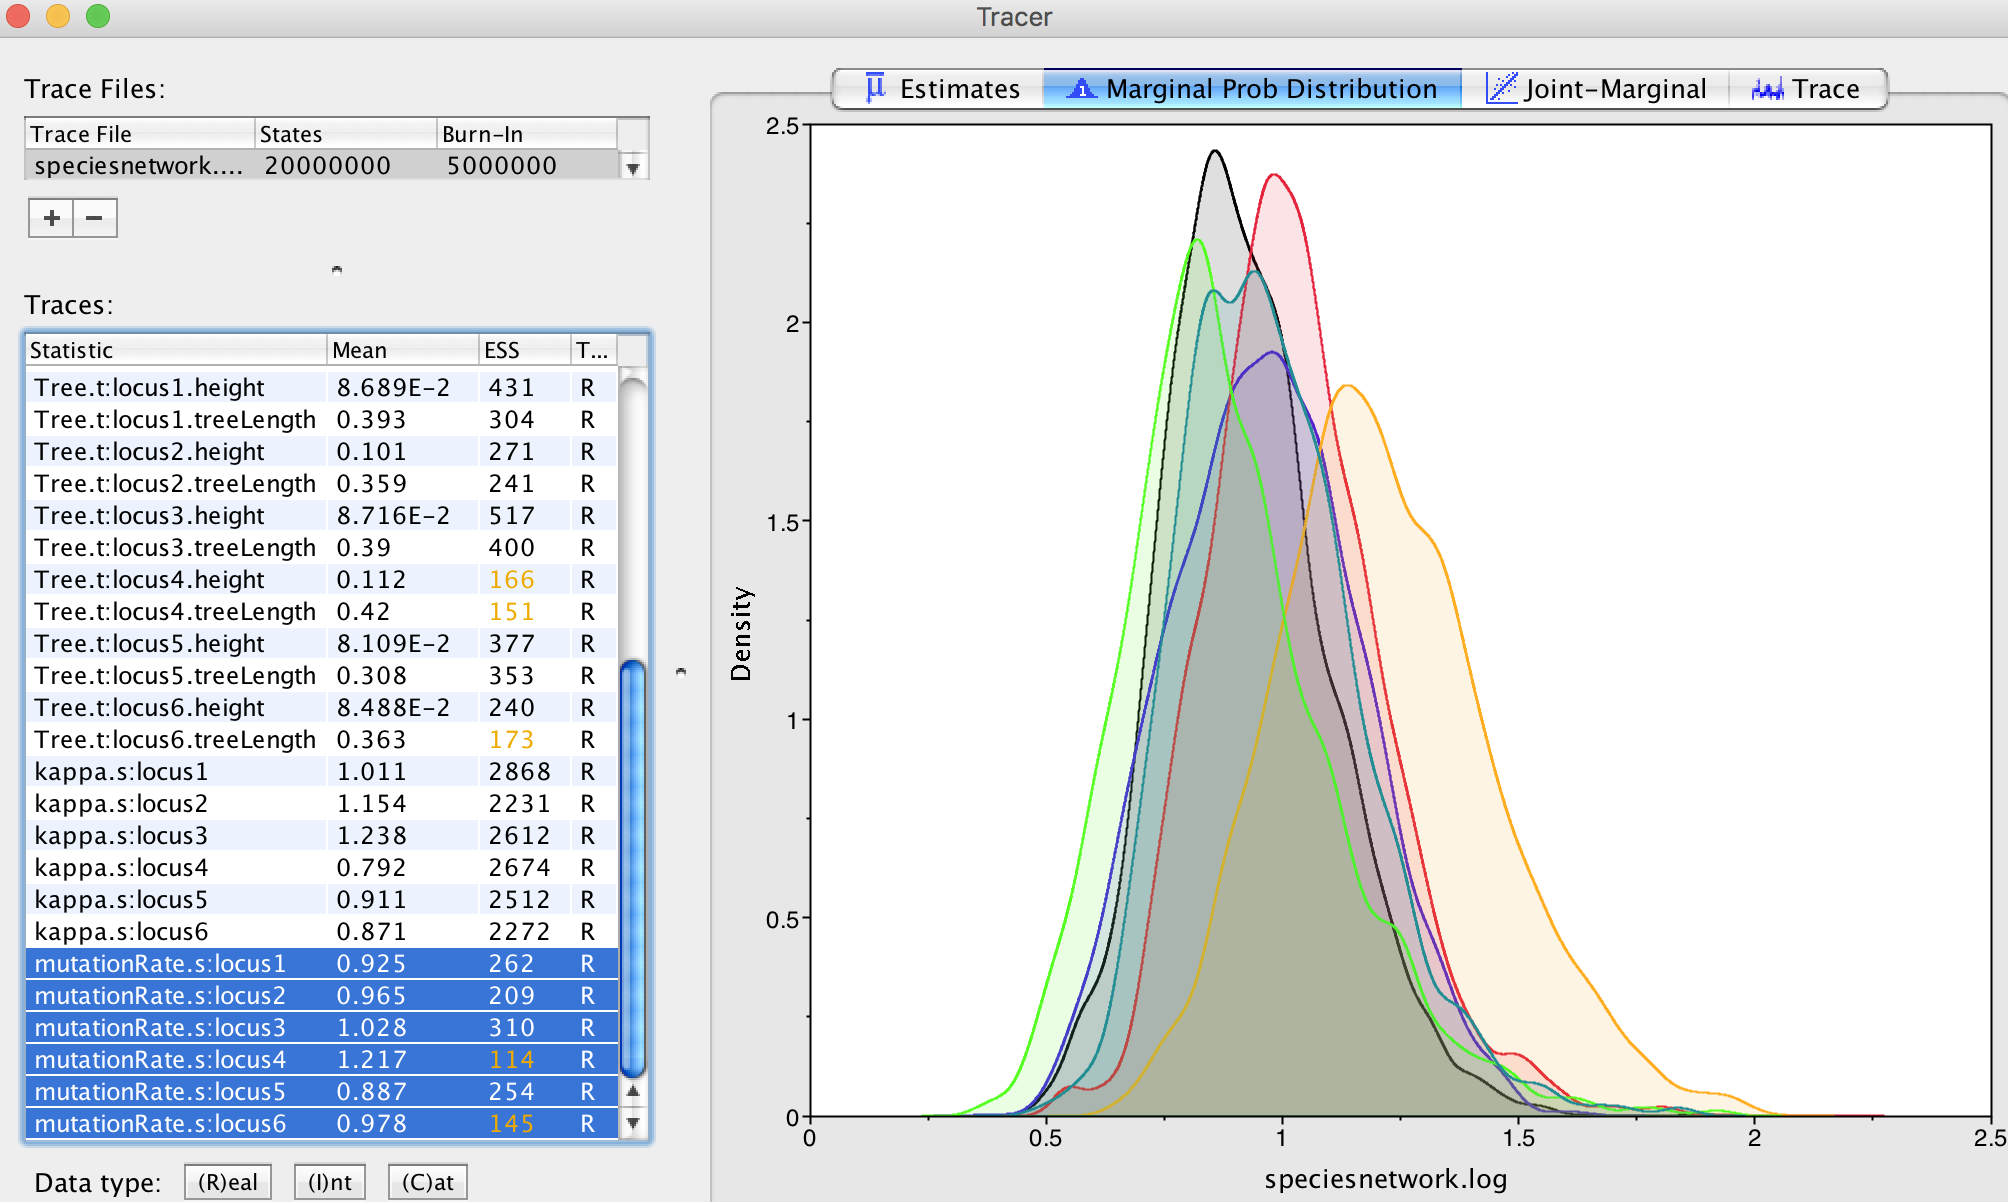 Tracer
Trace Files:
Trace File States Burn-In
speciesnetwork.... 20000000 5000000
+ −
Traces:
Statistic Mean ESS T...
Tree.t:locus1.height 8.689E-2 431 R
Tree.t:locus1.treeLength 0.393 304 R
Tree.t:locus2.height 0.101 271 R
Tree.t:locus2.treeLength 0.359 241 R
Tree.t:locus3.height 8.716E-2 517 R
Tree.t:locus3.treeLength 0.39 400 R
Tree.t:locus4.height 0.112 166 R
Tree.t:locus4.treeLength 0.42 151 R
Tree.t:locus5.height 8.109E-2 377 R
Tree.t:locus5.treeLength 0.308 353 R
Tree.t:locus6.height 8.488E-2 240 R
Tree.t:locus6.treeLength 0.363 173 R
kappa.s:locus1 1.011 2868 R
kappa.s:locus2 1.154 2231 R
kappa.s:locus3 1.238 2612 R
kappa.s:locus4 0.792 2674 R
kappa.s:locus5 0.911 2512 R
kappa.s:locus6 0.871 2272 R
mutationRate.s:locus1 0.925 262 R
mutationRate.s:locus2 0.965 209 R
mutationRate.s:locus3 1.028 310 R
mutationRate.s:locus4 1.217 114 R
mutationRate.s:locus5 0.887 254 R
mutationRate.s:locus6 0.978 145 R
Data type: (R)eal (I)nt (C)at
Estimates Marginal Prob Distribution Joint-Marginal Trace
2.5
2
1.5
1
0.5
0
Density
0 0.5 1 1.5 2 2.5
speciesnetwork.log